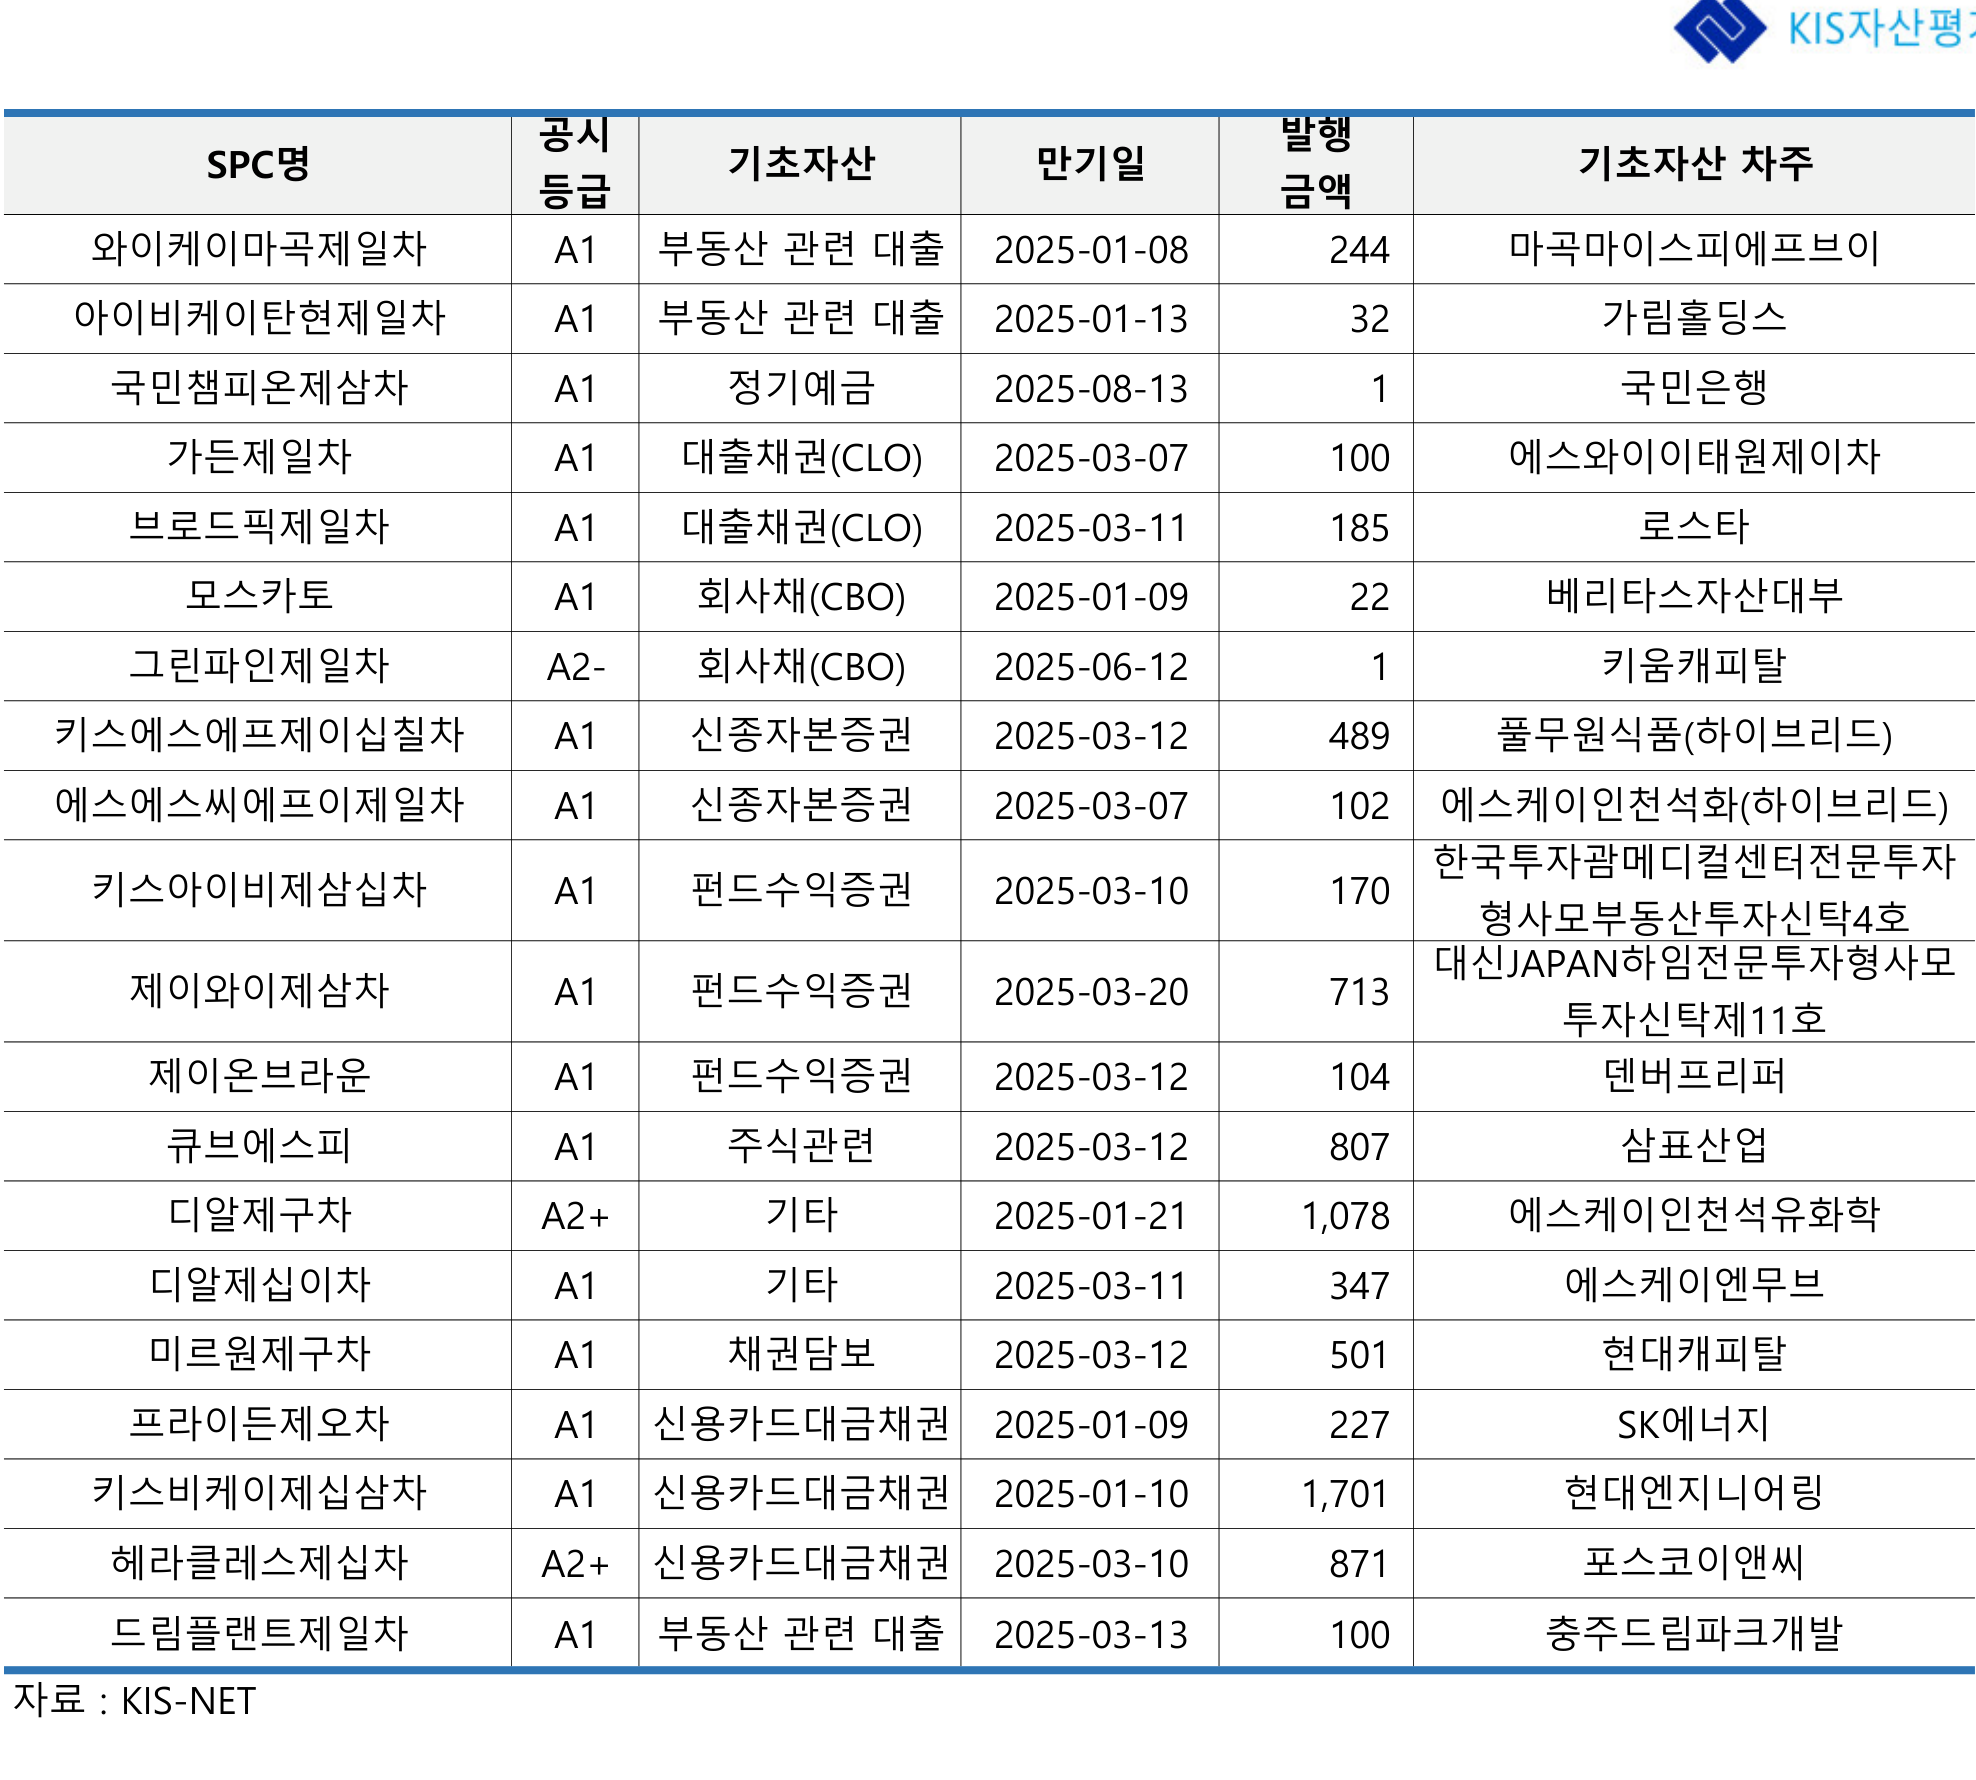 KIS자산평가
SPC명 공시등급 기초자산 만기일 발행금액 기초자산 차주
와이케이마곡제일차 A1 부동산 관련 대출 2025-01-08 244 마곡마이스피에프브이
아이비케이탄현제일차 A1 부동산 관련 대출 2025-01-13 32 가림홀딩스
국민챔피온제삼차 A1 정기예금 2025-08-13 1 국민은행
가든제일차 A1 대출채권(CLO) 2025-03-07 100 에스와이이태원제이차
브로드픽제일차 A1 대출채권(CLO) 2025-03-11 185 로스타
모스카토 A1 회사채(CBO) 2025-01-09 22 베리타스자산대부
그린파인제일차 A2- 회사채(CBO) 2025-06-12 1 키움캐피탈
키스에스에프제이십칠차 A1 신종자본증권 2025-03-12 489 풀무원식품(하이브리드)
에스에스씨에프이제일차 A1 신종자본증권 2025-03-07 102 에스케이인천석화(하이브리드)
키스아이비제삼십차 A1 펀드수익증권 2025-03-10 170 한국투자괌메디컬센터전문투자
형사모부동산투자신탁4호
제이와이제삼차 A1 펀드수익증권 2025-03-20 713 대신JAPAN하임전문투자형사모
투자신탁제11호
제이온브라운 A1 펀드수익증권 2025-03-12 104 덴버프리퍼
큐브에스피 A1 주식관련 2025-03-12 807 삼표산업
디알제구차 A2+ 기타 2025-01-21 1,078 에스케이인천석유화학
디알제십이차 A1 기타 2025-03-11 347 에스케이엔무브
미르원제구차 A1 채권담보 2025-03-12 501 현대캐피탈
프라이든제오차 A1 신용카드대금채권 2025-01-09 227 SK에너지
키스비케이제십삼차 A1 신용카드대금채권 2025-01-10 1,701 현대엔지니어링
헤라클레스제십차 A2+ 신용카드대금채권 2025-03-10 871 포스코이앤씨
드림플랜트제일차 A1 부동산 관련 대출 2025-03-13 100 충주드림파크개발
자료 : KIS-NET